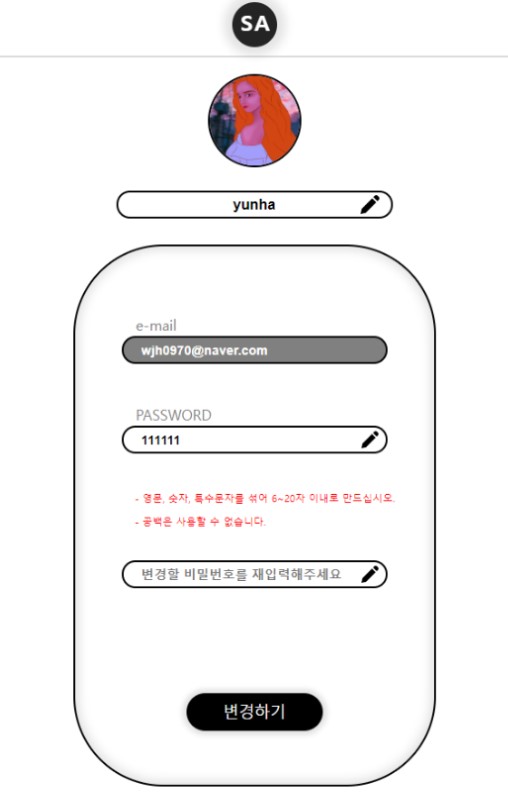 SA
yunha
e-mail
wjh0970@naver.com
PASSWORD
111111
- 영문, 숫자, 특수문자를 섞어 6~20자 이내로 만드십시오.
- 공백은 사용할 수 없습니다.
변경할 비밀번호를 재입력해주세요
변경하기